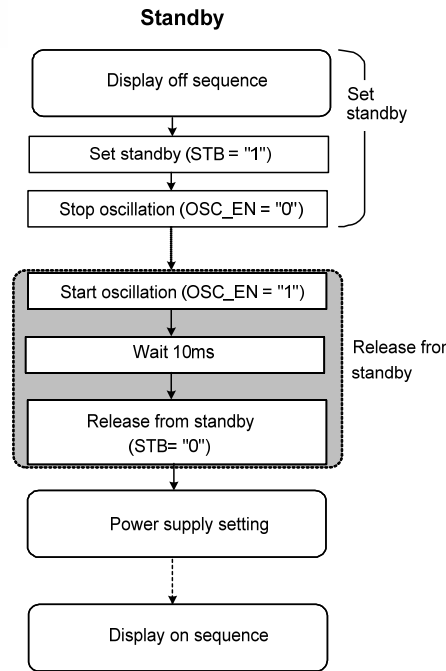 Standby
Display off sequence
Set
standby
Set standby (STB = "1")
Stop oscillation (OSC_EN = "0")
Start oscillation (OSC_EN = "1")
Wait 10ms
Release from standby
(STB= "0")
Release fror
standby
Power supply setting
Display on sequence